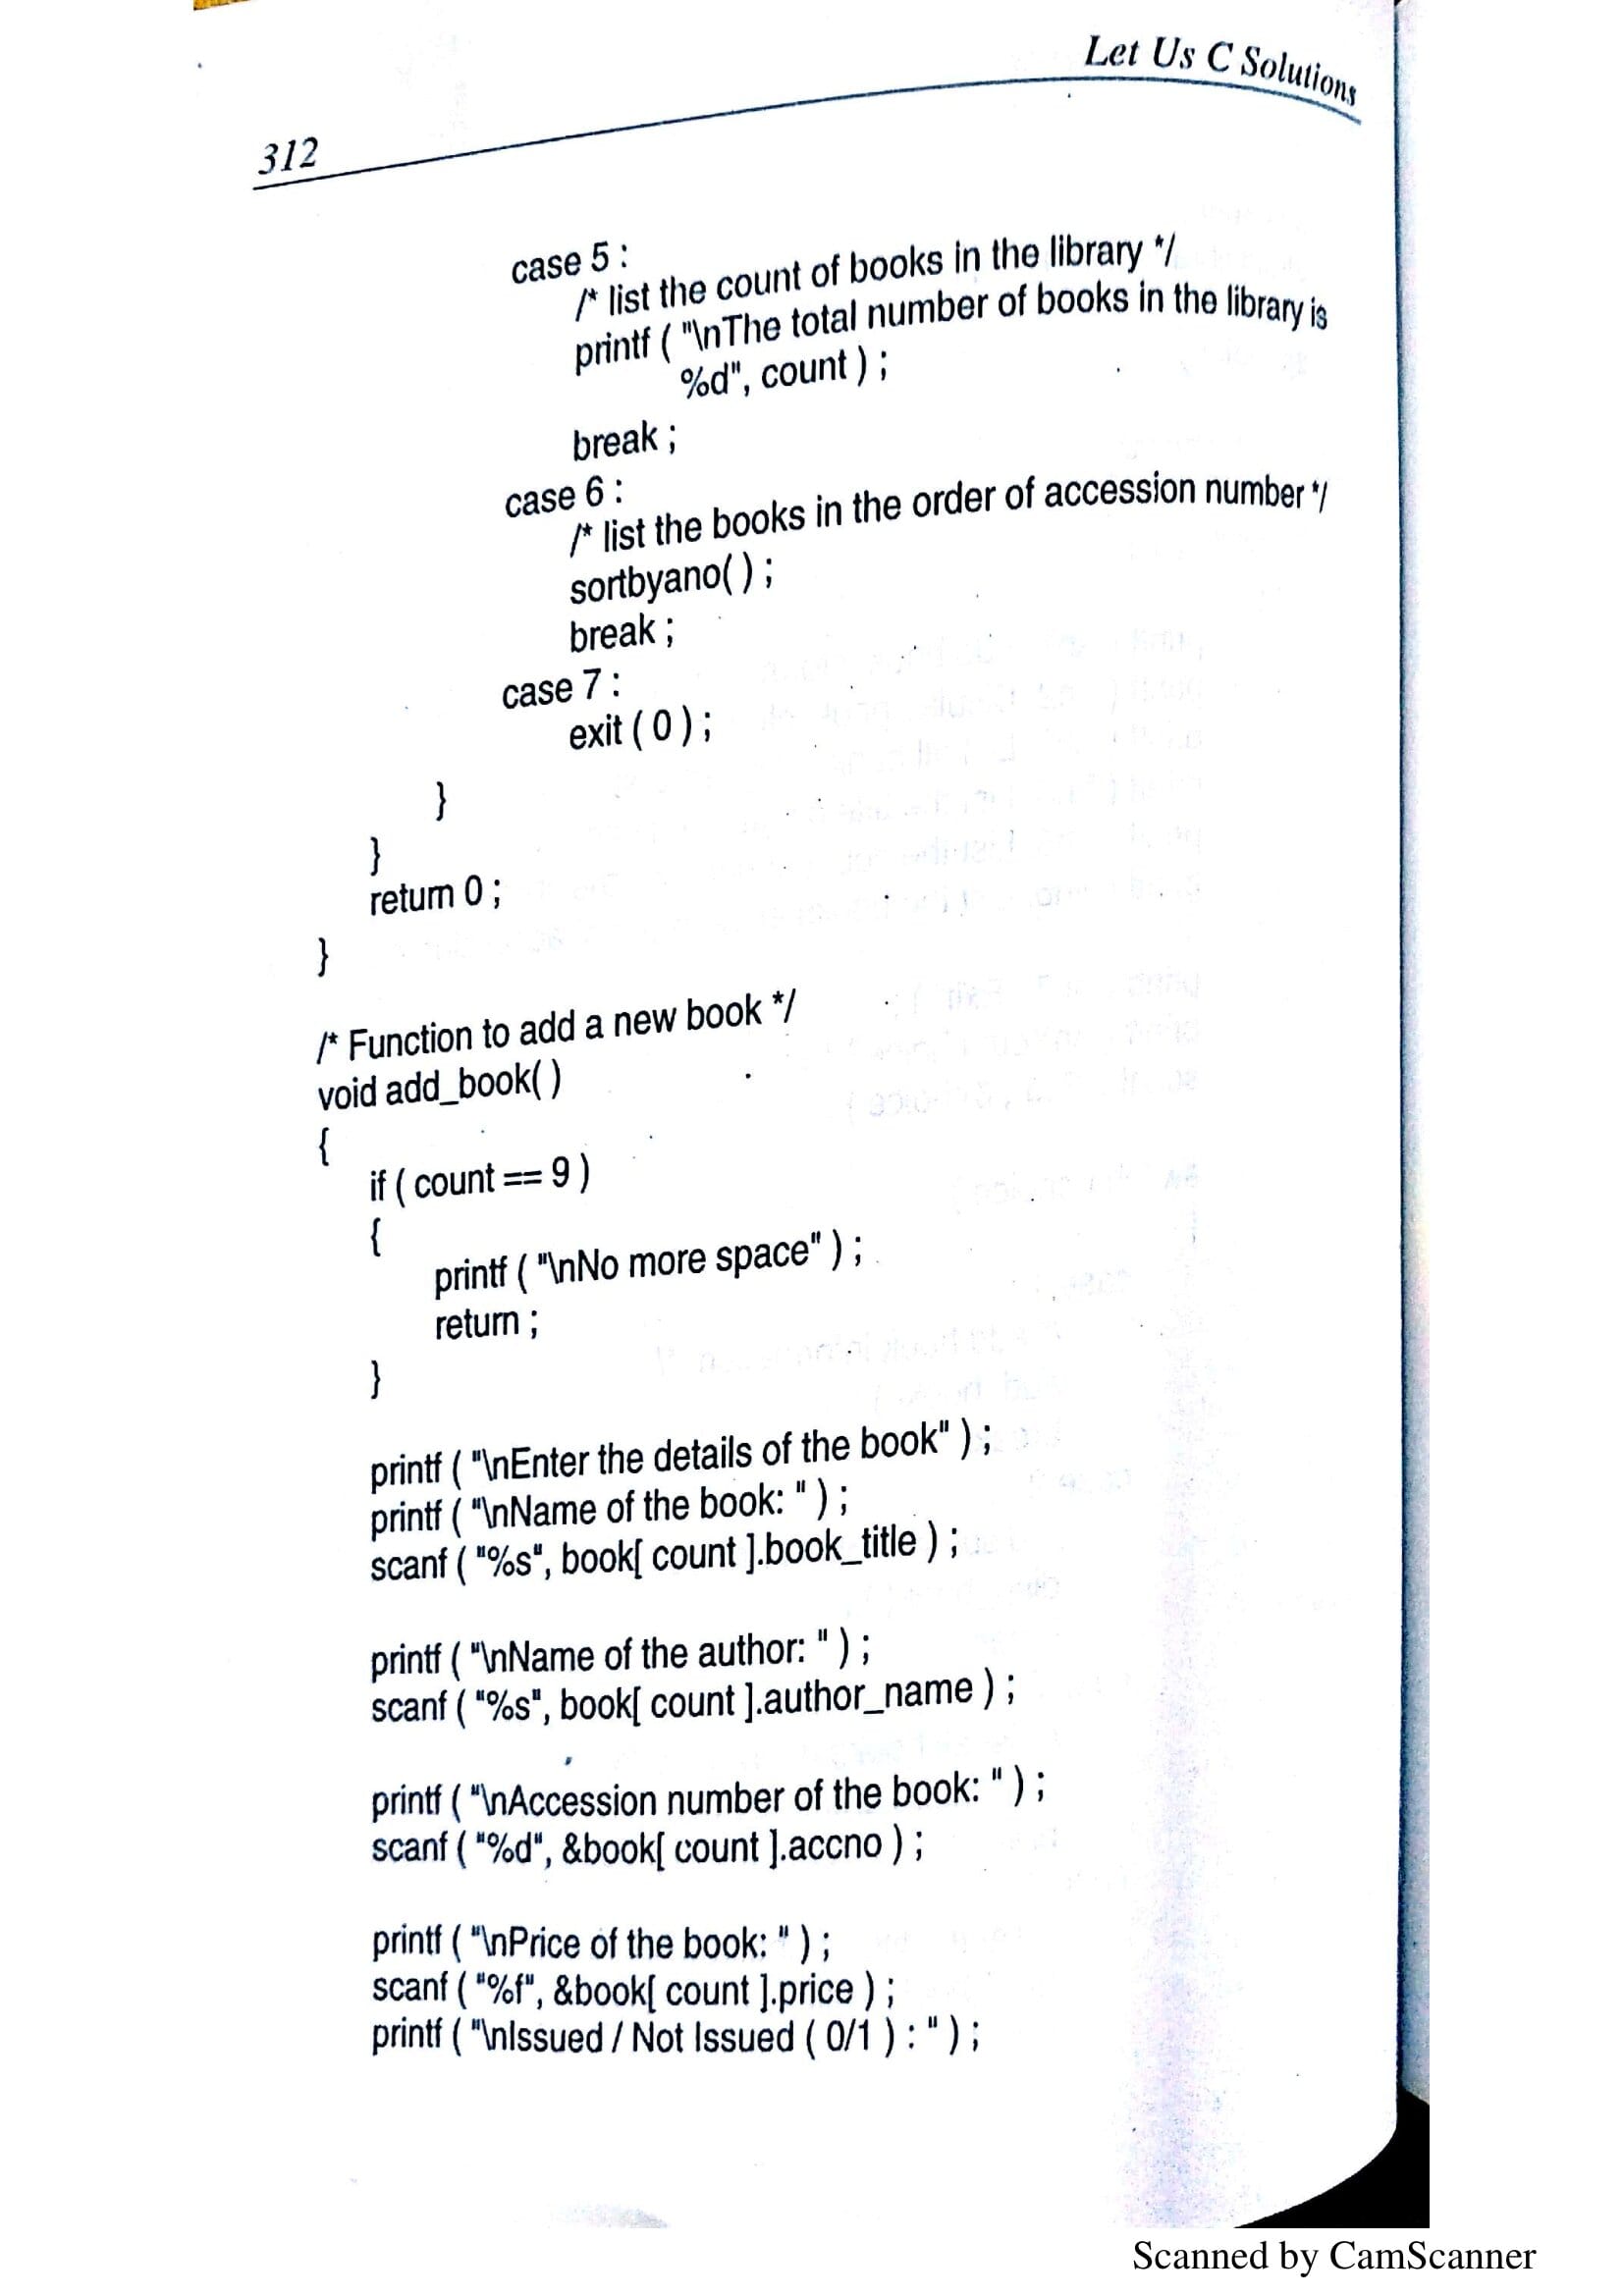 Let Us C Solutions
312
case 5 :
/* list the count of books in the library */
printf ( "\nThe total number of books in the library is
%d", count ) ;
break ;
case 6 :
/* list the books in the order of accession number */
sortbyano( ) ;
break ;
case 7 :
exit ( 0 ) ;
}
}
return 0 ;
}
/* Function to add a new book */
void add_book( )
{
if ( count == 9 )
{
printf ( "\nNo more space" ) ;
return ;
}
printf ( "\nEnter the details of the book" ) ;
printf ( "\nName of the book: " ) ;
scanf ( "%s", book[ count ].book_title ) ;
printf ( "\nName of the author: " ) ;
scanf ( "%s", book[ count ].author_name ) ;
printf ( "\nAccession number of the book: " ) ;
scanf ( "%d", &book[ count ].accno ) ;
printf ( "\nPrice of the book: " ) ;
scanf ( "%f", &book[ count ].price ) ;
printf ( "\nIssued / Not Issued ( 0/1 ) : " ) ;
Scanned by CamScanner